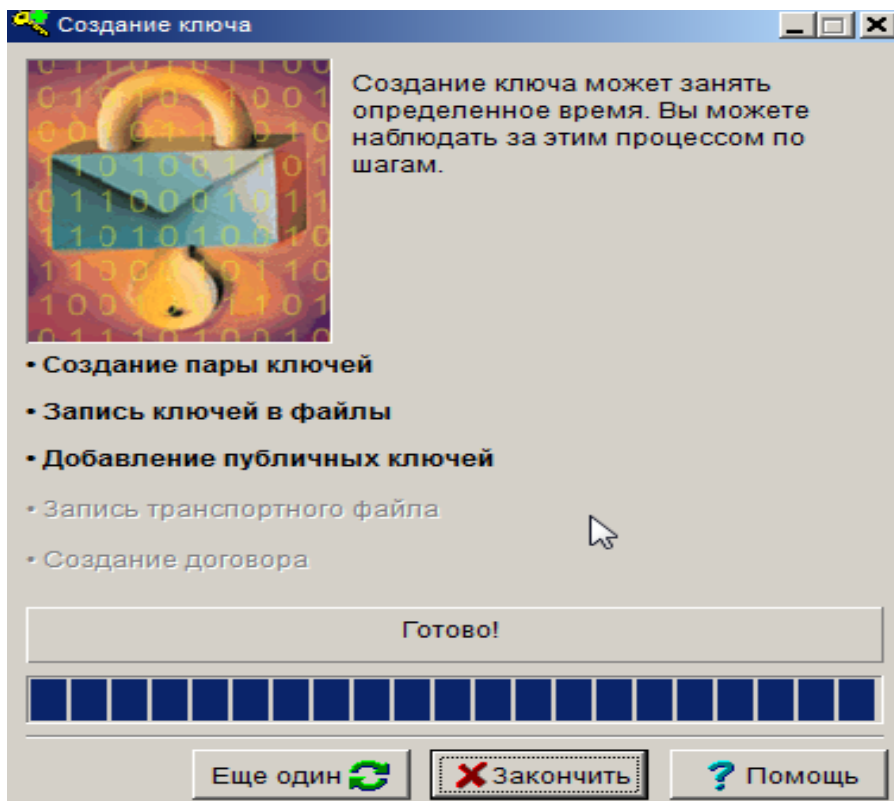 Создание ключа
Создание ключа может занять
определенное время. Вы можете
наблюдать за этим процессом по
шагам.
• Создание пары ключей
• Запись ключей в файлы
• Добавление публичных ключей
• Запись транспортного файла
• Создание договора
Готово!
Еще один
Закончить
Помощь